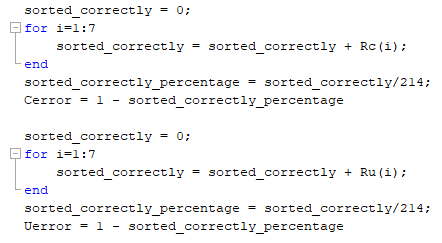 sorted_correctly = 0;
for i=1:7
sorted_correctly = sorted_correctly + Rc(i);
end
sorted_correctly_percentage = sorted_correctly/214;
Cerror = 1 - sorted_correctly_percentage
sorted_correctly = 0;
for i=1:7
sorted_correctly = sorted_correctly + Ru(i);
end
sorted_correctly_percentage = sorted_correctly/214;
Uerror = 1 - sorted_correctly_percentage